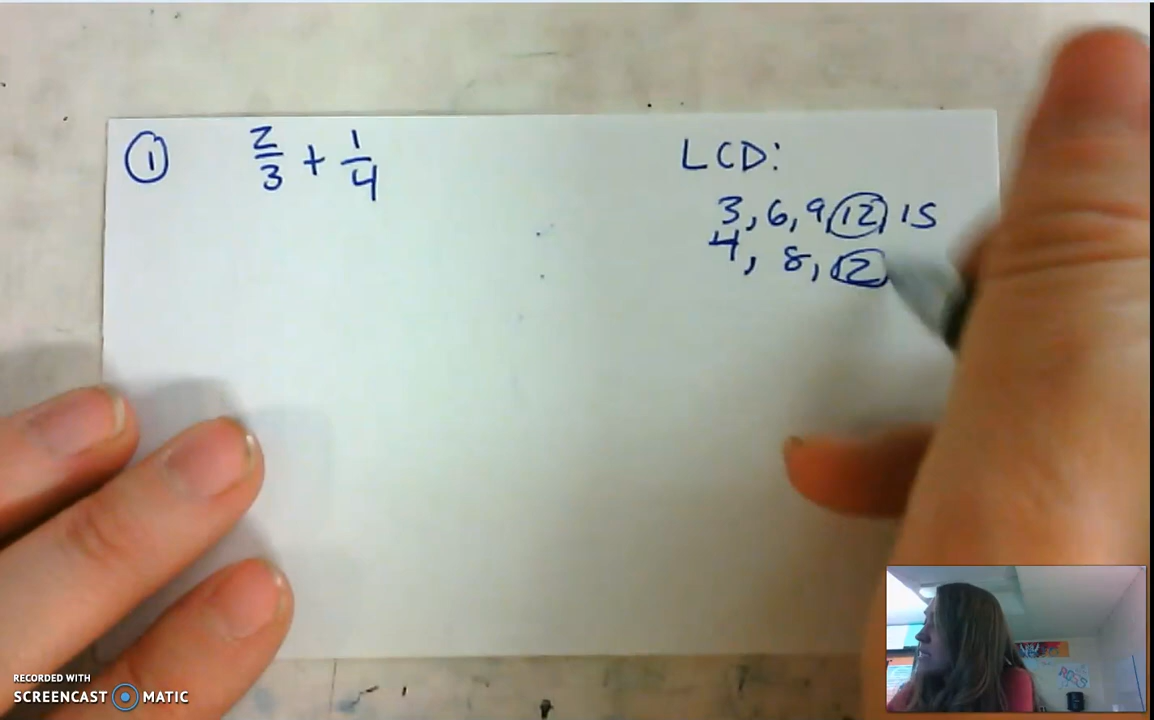 ① 2/3 + 1/4
LCD:
3, 6, 9, 12, 15
4, 8, 12
RECORDED WITH
SCREENCAST MATIC